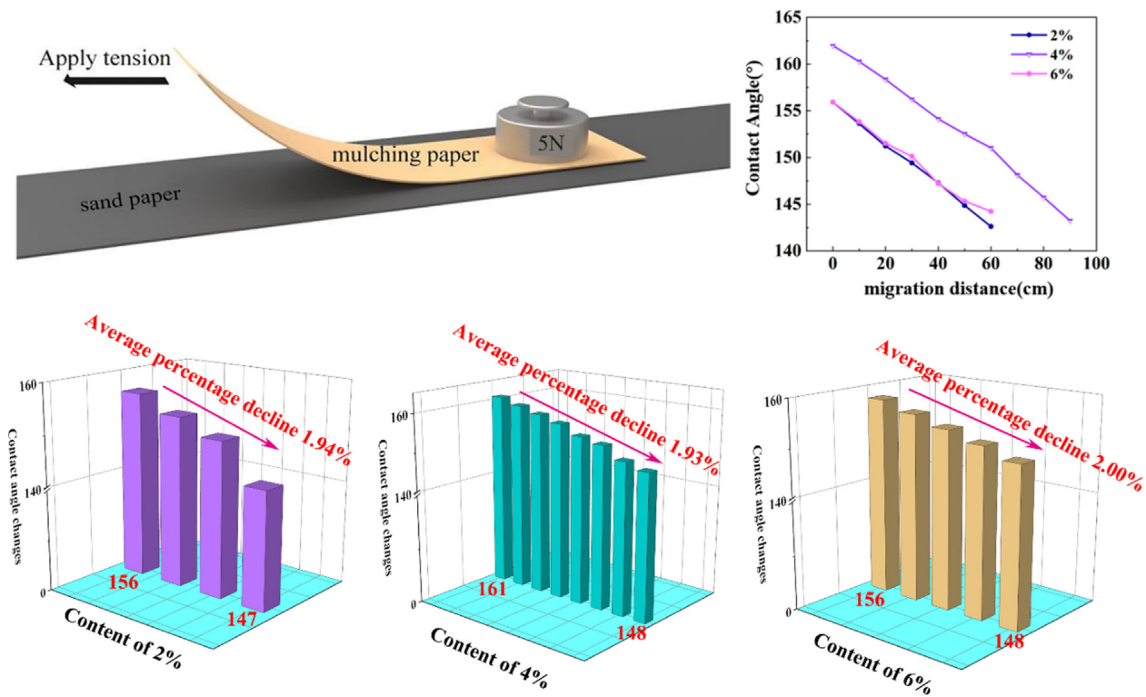 Apply tension
5N
mulching paper
sand paper
Contact Angle(°)
165
160
155
150
145
140
2%
4%
6%
0
20
40
60
80
100
migration distance(cm)
Average percentage decline 1.94%
Contact angle changes
160
140
0
156
147
Content of 2%
Average percentage decline 1.93%
Contact angle changes
160
140
0
161
148
Content of 4%
Average percentage decline 2.00%
Contact angle changes
160
140
0
156
148
Content of 6%